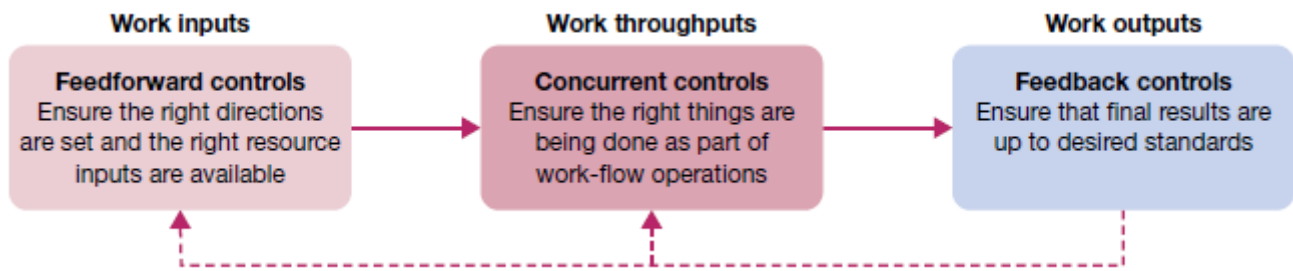 Work inputs
Feedforward controls
Ensure the right directions
are set and the right resource
inputs are available
Work throughputs
Concurrent controls
Ensure the right things are
being done as part of
work-flow operations
Work outputs
Feedback controls
Ensure that final results are
up to desired standards